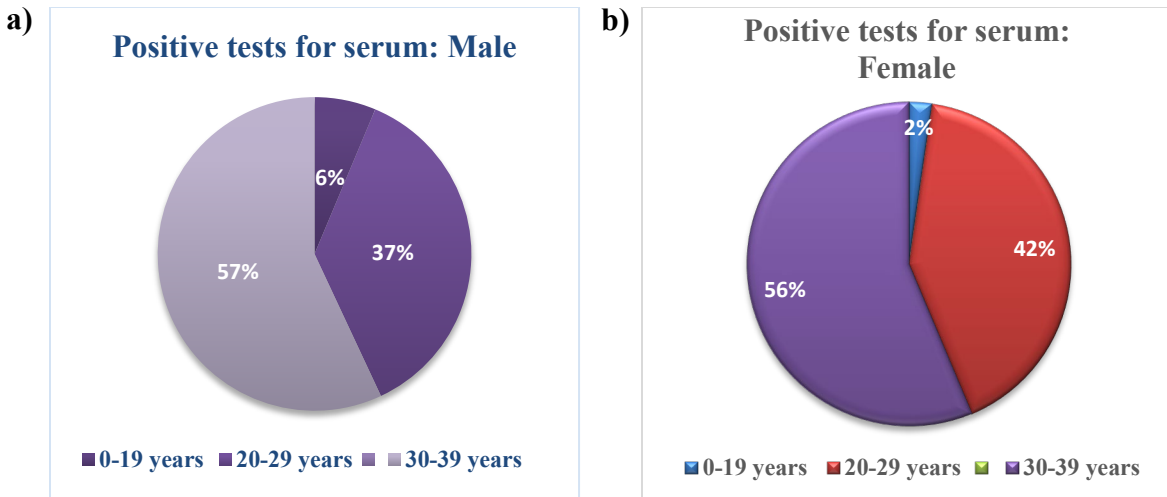 a)
Positive tests for serum: Male
6%
37%
57%
0-19 years 20-29 years 30-39 years
b)
Positive tests for serum:
Female
2%
42%
56%
0-19 years 20-29 years 30-39 years